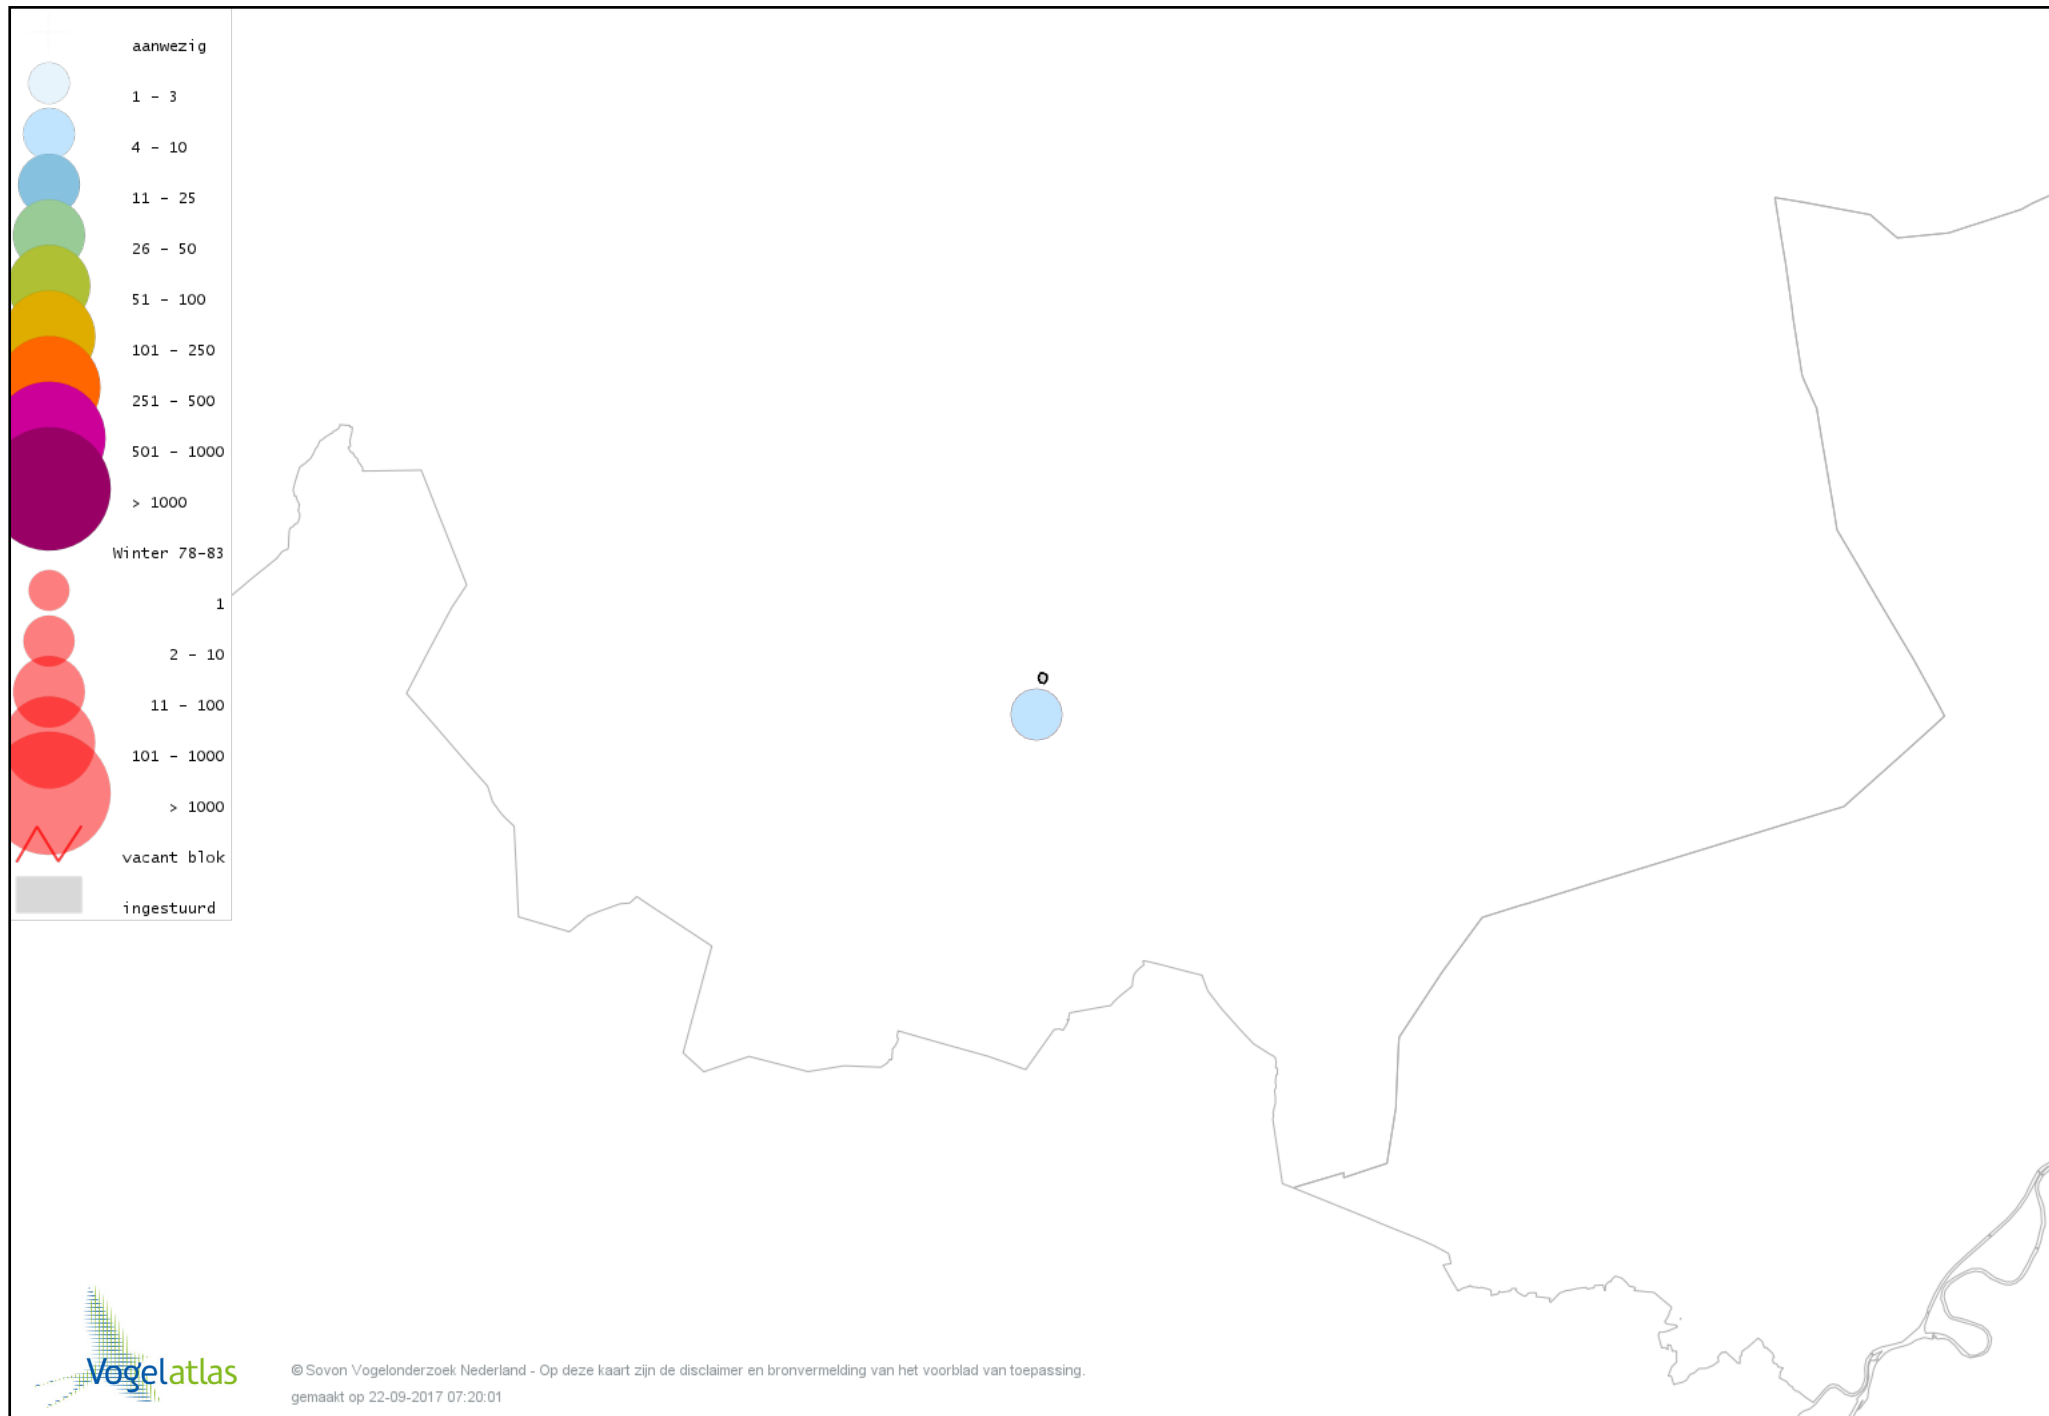 aanwezig
1 - 3
4 - 10
11 - 25
26 - 50
51 - 100
101 - 250
251 - 500
501 - 1000
> 1000
Winter 78-83
1
2 - 10
11 - 100
101 - 1000
> 1000
vacant blok
ingestuurd
Vogelatlas
© Sovon Vogelonderzoek Nederland - Op deze kaart zijn de disclaimer en bronvermelding van het voorblad van toepassing.
gemaakt op 22-09-2017 07:20:01